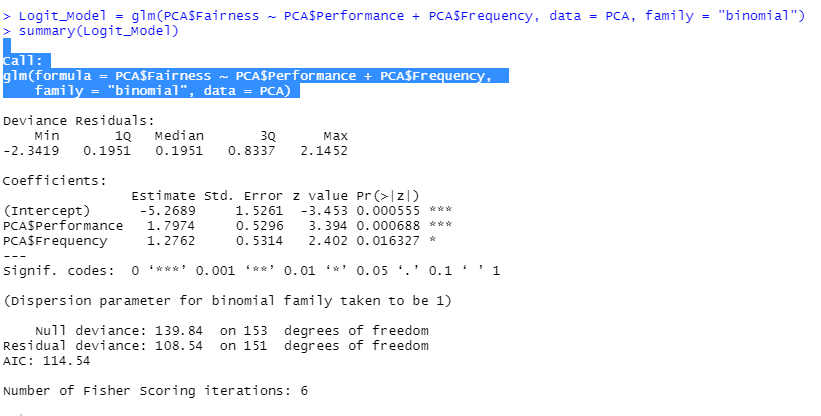 > Logit_Model = glm(PCA$Fairness ~ PCA$Performance + PCA$Frequency, data = PCA, family = "binomial")
> summary(Logit_Model)
Call:
glm(formula = PCA$Fairness ~ PCA$Performance + PCA$Frequency,
    family = "binomial", data = PCA)
Deviance Residuals:
    Min       1Q   Median       3Q      Max
-2.3419   0.1951   0.1951   0.8337   2.1452
Coefficients:
                Estimate Std. Error z value Pr(>|z|)
(Intercept)      -5.2689     1.5261  -3.453 0.000555 ***
PCA$Performance   1.7974     0.5296   3.394 0.000688 ***
PCA$Frequency     1.2762     0.5314   2.402 0.016327 *
---
Signif. codes:  0 ‘***’ 0.001 ‘**’ 0.01 ‘*’ 0.05 ‘.’ 0.1 ‘ ’ 1
(Dispersion parameter for binomial family taken to be 1)
    Null deviance: 139.84  on 153  degrees of freedom
Residual deviance: 108.54  on 151  degrees of freedom
AIC: 114.54
Number of Fisher Scoring iterations: 6